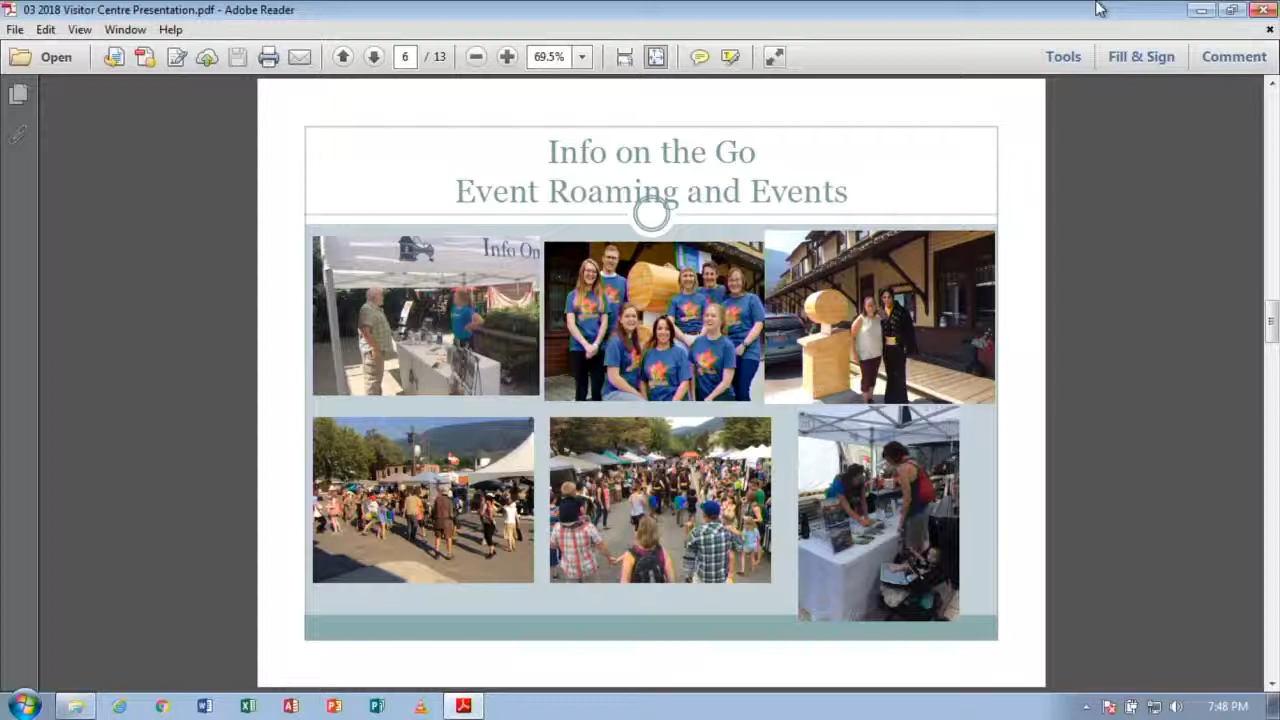 03 2018 Visitor Centre Presentation.pdf - Adobe Reader
File Edit View Window Help
Open 6 / 13 69.5% Tools Fill & Sign Comment
Info on the Go
Event Roaming and Events
Info On
7:48 PM